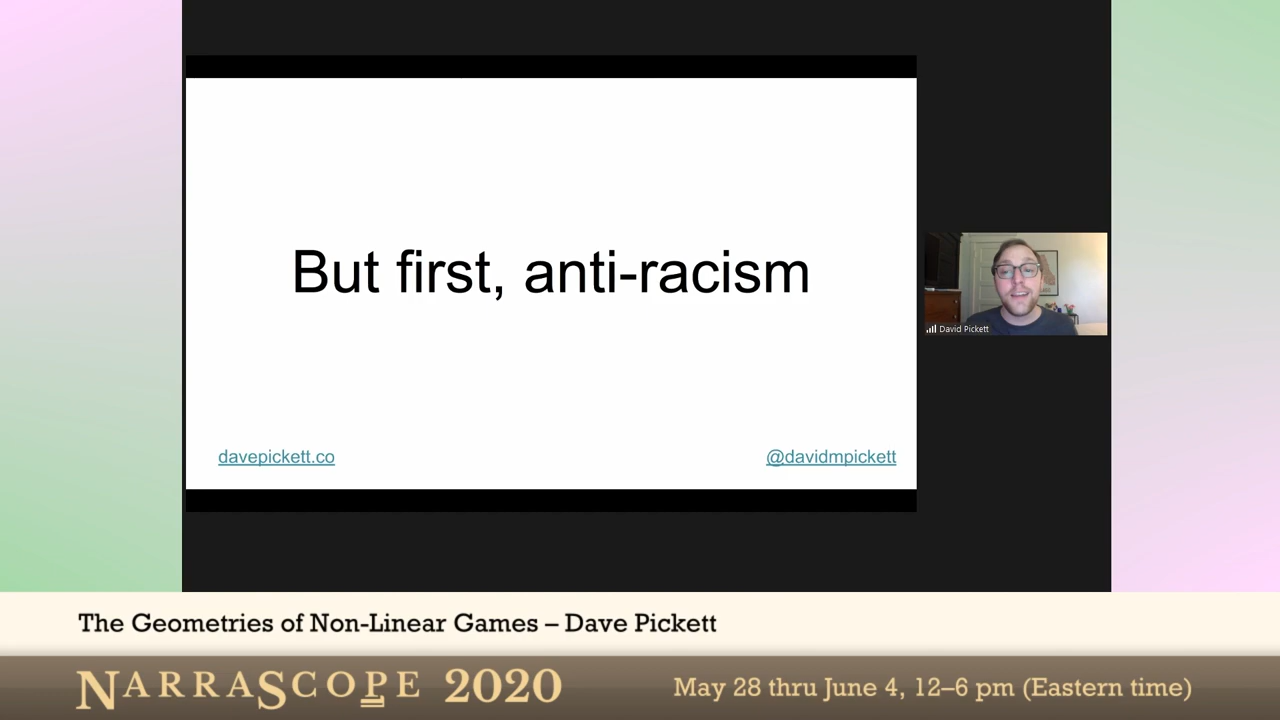 But first, anti-racism
davepickett.co
@davidmpickett
David Pickett
The Geometries of Non-Linear Games – Dave Pickett
NARRASCOPE 2020
May 28 thru June 4, 12–6 pm (Eastern time)